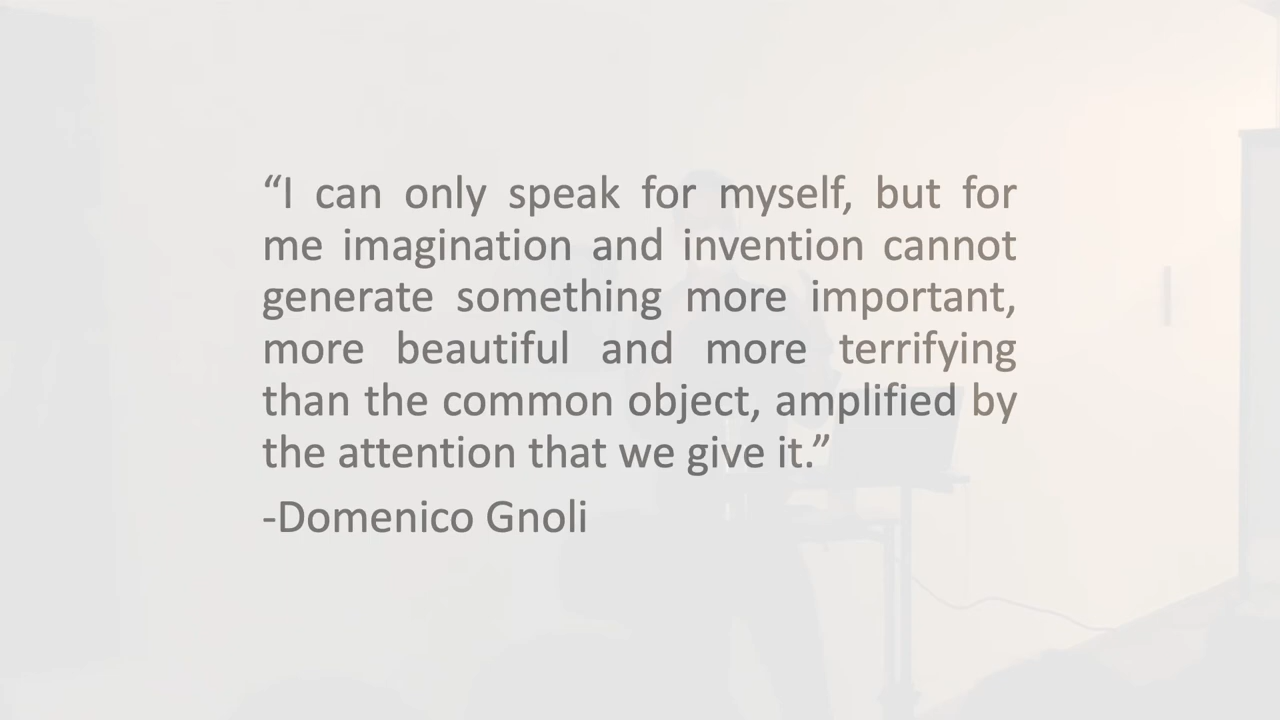 “I can only speak for myself, but for
me imagination and invention cannot
generate something more important,
more beautiful and more terrifying
than the common object, amplified by
the attention that we give it.”
-Domenico Gnoli